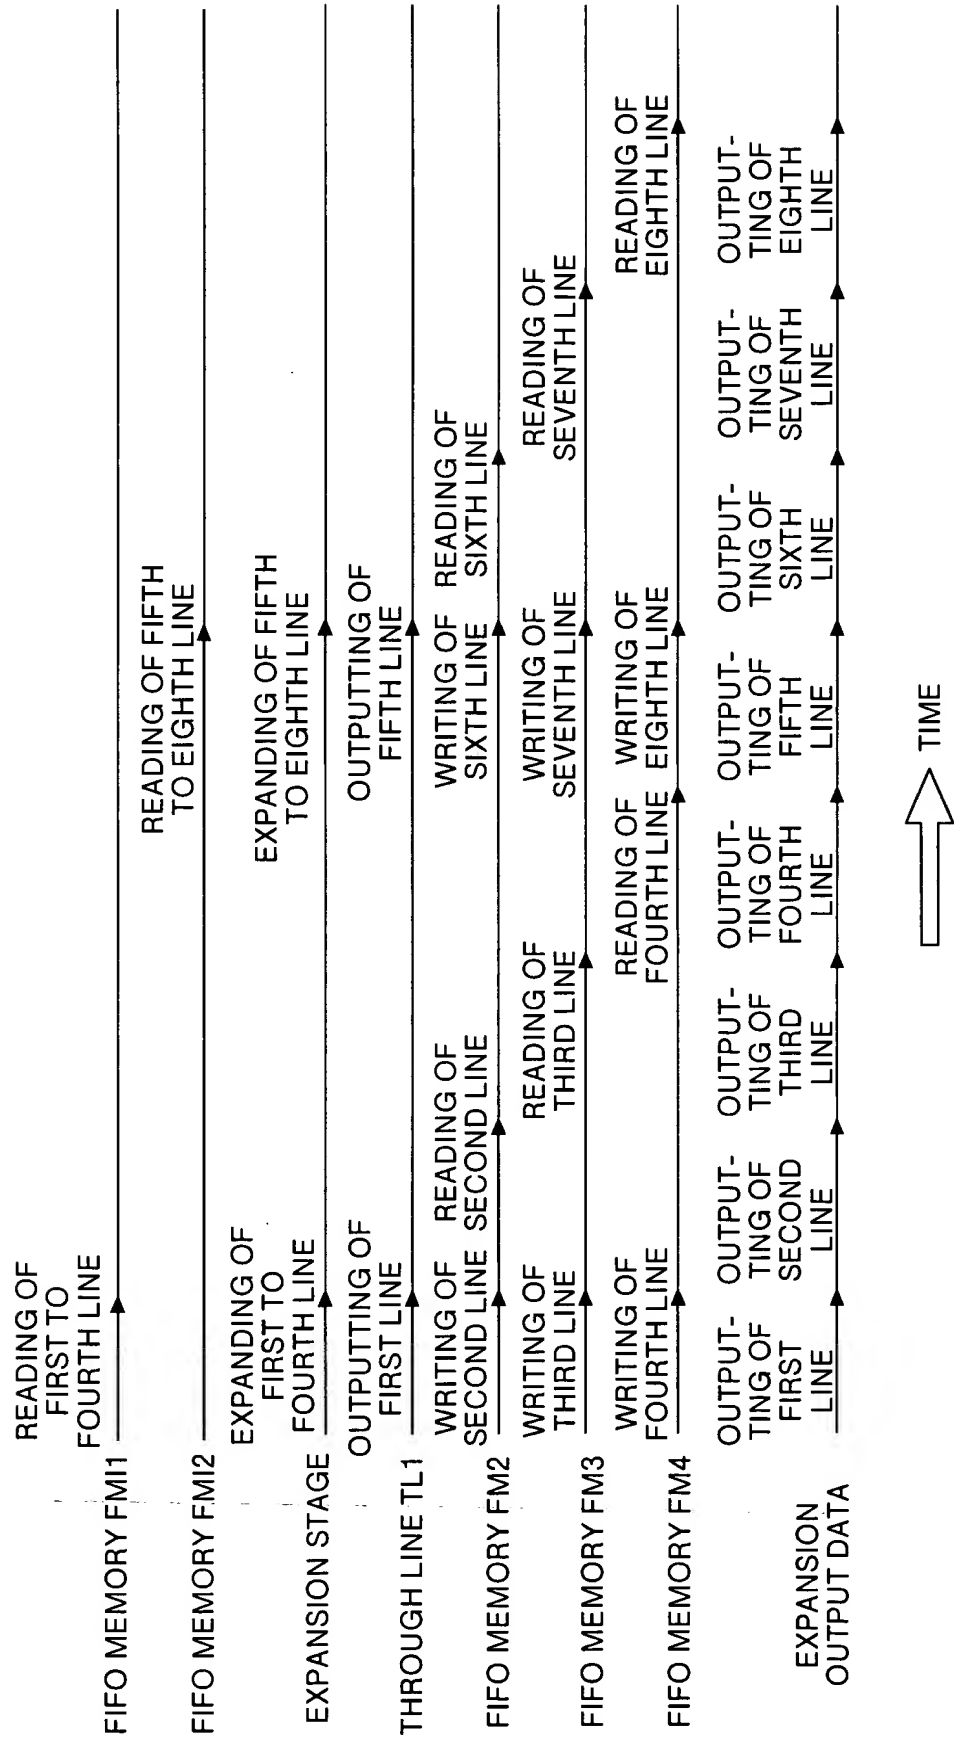 READING OF
FIRST TO
FOURTH LINE
FIFO MEMORY FMI1
READING OF FIFTH
TO EIGHTH LINE
FIFO MEMORY FMI2
EXPANDING OF
FIRST TO
FOURTH LINE
EXPANDING OF FIFTH
TO EIGHTH LINE
EXPANSION STAGE
OUTPUTTING OF
FIRST LINE
OUTPUTTING OF
FIFTH LINE
THROUGH LINE TL1
WRITING OF
SECOND LINE
READING OF
SECOND LINE
WRITING OF
SIXTH LINE
READING OF
SIXTH LINE
FIFO MEMORY FM2
WRITING OF
THIRD LINE
READING OF
THIRD LINE
WRITING OF
SEVENTH LINE
READING OF
SEVENTH LINE
FIFO MEMORY FM3
WRITING OF
FOURTH LINE
READING OF
FOURTH LINE
WRITING OF
EIGHTH LINE
READING OF
EIGHTH LINE
FIFO MEMORY FM4
OUTPUT-
TING OF
FIRST
LINE
OUTPUT-
TING OF
SECOND
LINE
OUTPUT-
TING OF
THIRD
LINE
OUTPUT-
TING OF
FOURTH
LINE
OUTPUT-
TING OF
FIFTH
LINE
OUTPUT-
TING OF
SIXTH
LINE
OUTPUT-
TING OF
SEVENTH
LINE
OUTPUT-
TING OF
EIGHTH
LINE
EXPANSION
OUTPUT DATA
TIME